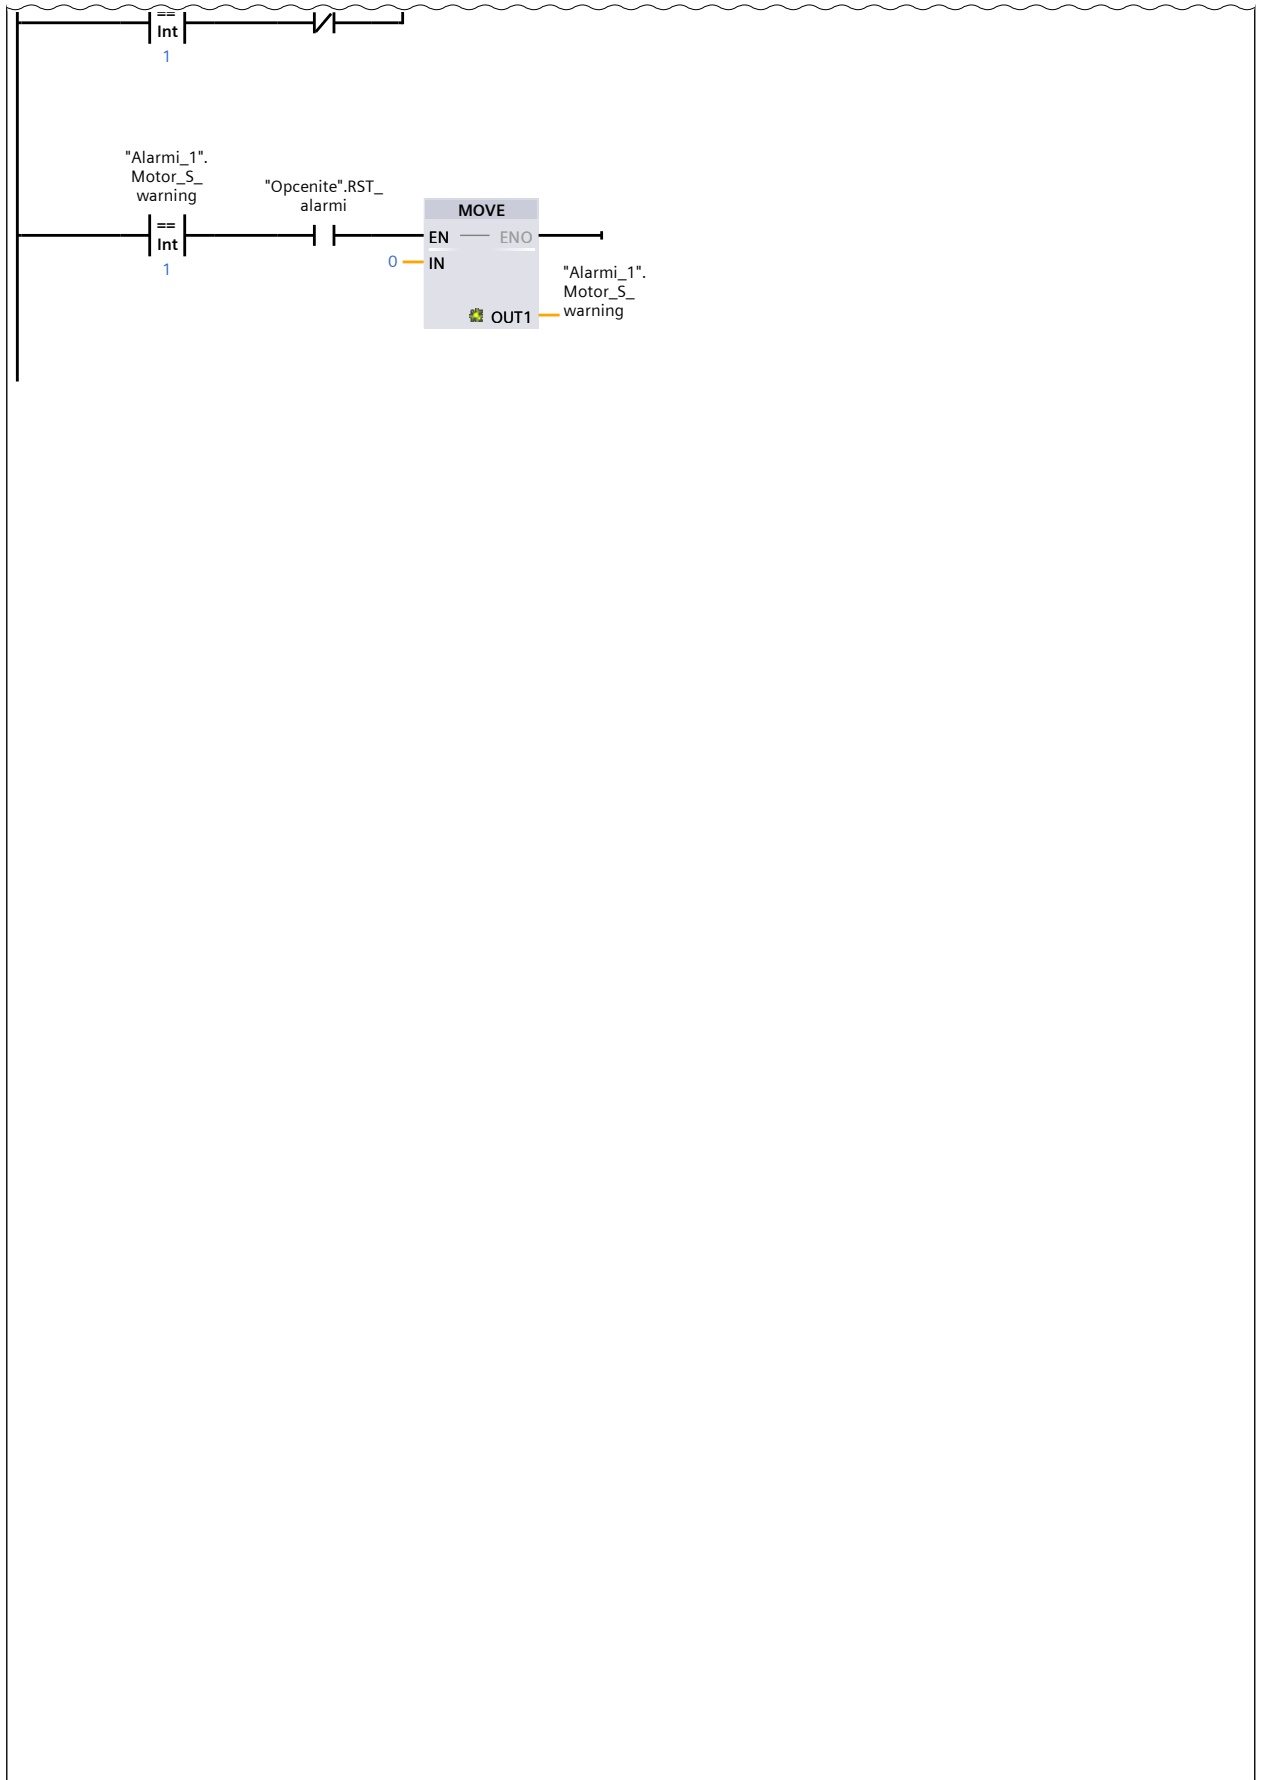 ==
Int
1
"Alarmi_1".
Motor_S_
warning
==
Int
1
"Opcenite".RST_
alarmi
MOVE
EN
ENO
0
IN
OUT1
"Alarmi_1".
Motor_S_
warning